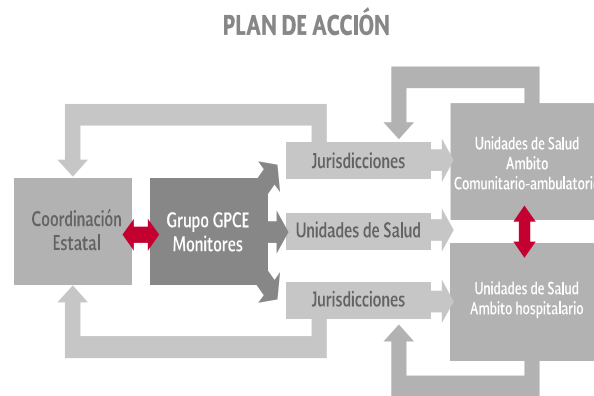 PLAN DE ACCIÓN
Coordinación
Estatal
Grupo GPCE
Monitores
Jurisdicciones
Unidades de Salud
Jurisdicciones
Unidades de Salud
Ambito
Comunitario-ambulatorio
Unidades de Salud
Ambito hospitalario